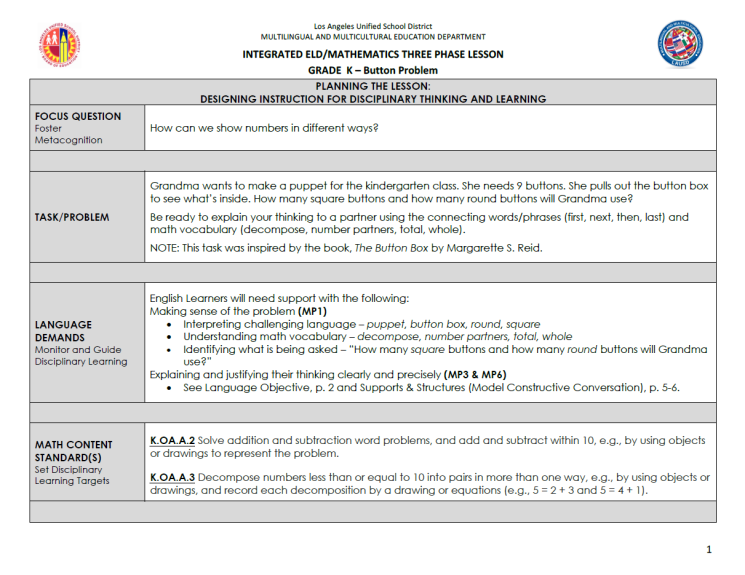 Los Angeles Unified School District
MULTILINGUAL AND MULTICULTURAL EDUCATION DEPARTMENT
INTEGRATED ELD/MATHEMATICS THREE PHASE LESSON
GRADE K – Button Problem
PLANNING THE LESSON:
DESIGNING INSTRUCTION FOR DISCIPLINARY THINKING AND LEARNING
FOCUS QUESTION
Foster
Metacognition
How can we show numbers in different ways?
TASK/PROBLEM
Grandma wants to make a puppet for the kindergarten class. She needs 9 buttons. She pulls out the button box
to see what's inside. How many square buttons and how many round buttons will Grandma use?
Be ready to explain your thinking to a partner using the connecting words/phrases (first, next, then, last) and
math vocabulary (decompose, number partners, total, whole).
NOTE: This task was inspired by the book, The Button Box by Margarette S. Reid.
LANGUAGE
DEMANDS
Monitor and Guide
Disciplinary Learning
English Learners will need support with the following:
Making sense of the problem (MP1)
• Interpreting challenging language – puppet, button box, round, square
• Understanding math vocabulary – decompose, number partners, total, whole
• Identifying what is being asked – "How many square buttons and how many round buttons will Grandma
use?"
Explaining and justifying their thinking clearly and precisely (MP3 & MP6)
• See Language Objective, p. 2 and Supports & Structures (Model Constructive Conversation), p. 5-6.
MATH CONTENT
STANDARD(S)
Set Disciplinary
Learning Targets
K.OA.A.2 Solve addition and subtraction word problems, and add and subtract within 10, e.g., by using objects
or drawings to represent the problem.
K.OA.A.3 Decompose numbers less than or equal to 10 into pairs in more than one way, e.g., by using objects or
drawings, and record each decomposition by a drawing or equations (e.g., 5 = 2 + 3 and 5 = 4 + 1).
1